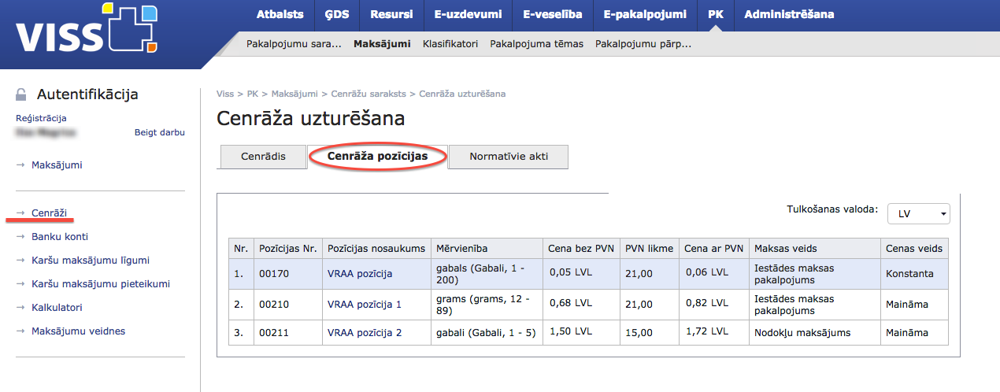 VISS
Atbalsts ĢDS Resursi E-uzdevumi E-veselība E-pakalpojumi PK Administrēšana
Pakalpojumu sara... Maksājumi Klasifikatori Pakalpojuma tēmas Pakalpojumu pārp...
Autentifikācija
Reģistrācija
Beigt darbu
→ Maksājumi
→ Cenrāži
→ Banku konti
→ Karšu maksājumu līgumi
→ Karšu maksājumu pieteikumi
→ Kalkulatori
→ Maksājumu veidnes
Viss > PK > Maksājumi > Cenrāžu saraksts > Cenrāža uzturēšana
Cenrāža uzturēšana
Cenrādis Cenrāža pozīcijas Normatīvie akti
Tulkošanas valoda: LV
Nr. Pozīcijas Nr. Pozīcijas nosaukums Mērvienība Cena bez PVN PVN likme Cena ar PVN Maksas veids Cenas veids
1. 00170 VRAA pozīcija gabals (Gabali, 1 - 200) 0,05 LVL 21,00 0,06 LVL Iestādes maksas pakalpojums Konstanta
2. 00210 VRAA pozīcija 1 grams (grams, 12 - 89) 0,68 LVL 21,00 0,82 LVL Iestādes maksas pakalpojums Maināma
3. 00211 VRAA pozīcija 2 gabali (Gabali, 1 - 5) 1,50 LVL 15,00 1,72 LVL Nodokļu maksājums Maināma